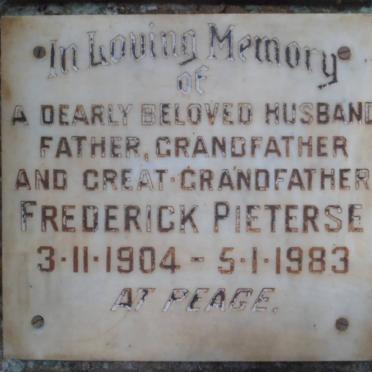 In Loving Memory
of
A DEARLY BELOVED HUSBAND
FATHER, GRANDFATHER
AND GREAT-GRANDFATHER
FREDERICK PIETERSE
3·11·1904 - 5·1·1983
AT PEACE.